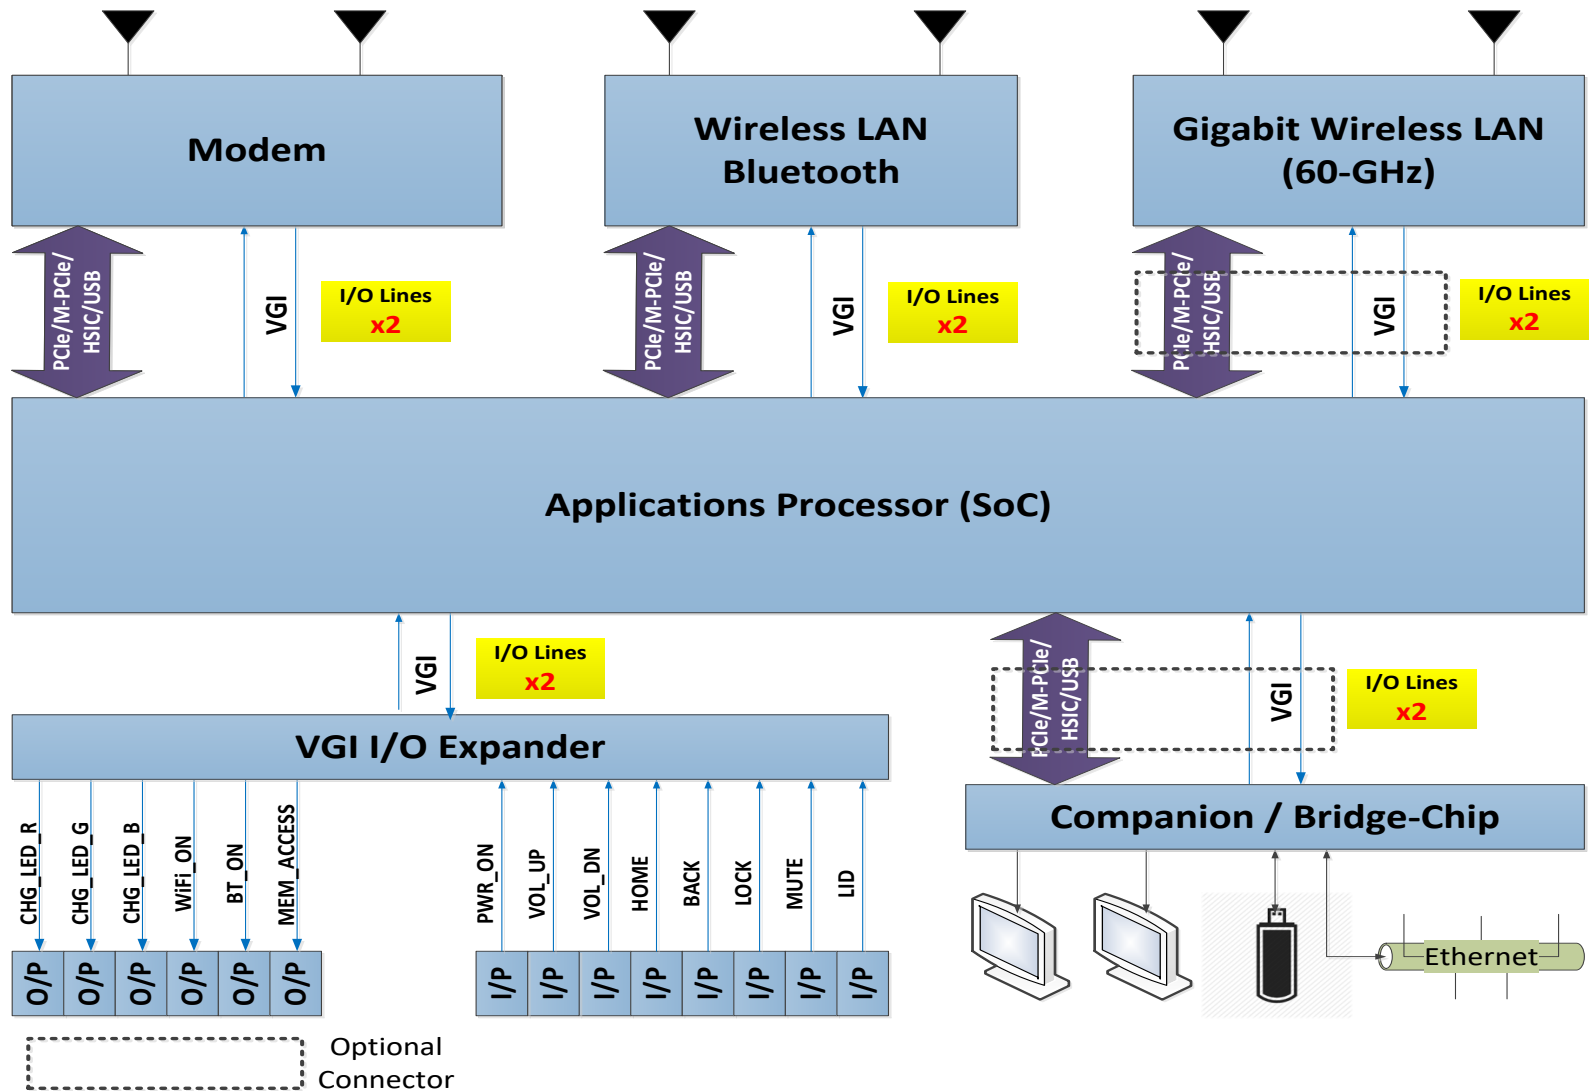 Modem
Wireless LAN
Bluetooth
Gigabit Wireless LAN
(60-GHz)
PCIe/M-PCIe/
HSIC/USB
VGI
I/O Lines
x2
PCIe/M-PCIe/
HSIC/USB
VGI
I/O Lines
x2
PCIe/M-PCIe/
HSIC/USB
VGI
I/O Lines
x2
Applications Processor (SoC)
VGI
I/O Lines
x2
PCIe/M-PCIe/
HSIC/USB
VGI
I/O Lines
x2
VGI I/O Expander
Companion / Bridge-Chip
CHG_LED_R
CHG_LED_G
CHG_LED_B
WiFi_ON
BT_ON
MEM_ACCESS
PWR_ON
VOL_UP
VOL_DN
HOME
BACK
LOCK
MUTE
LID
O/P
O/P
O/P
O/P
O/P
O/P
I/P
I/P
I/P
I/P
I/P
I/P
I/P
I/P
Ethernet
Optional
Connector